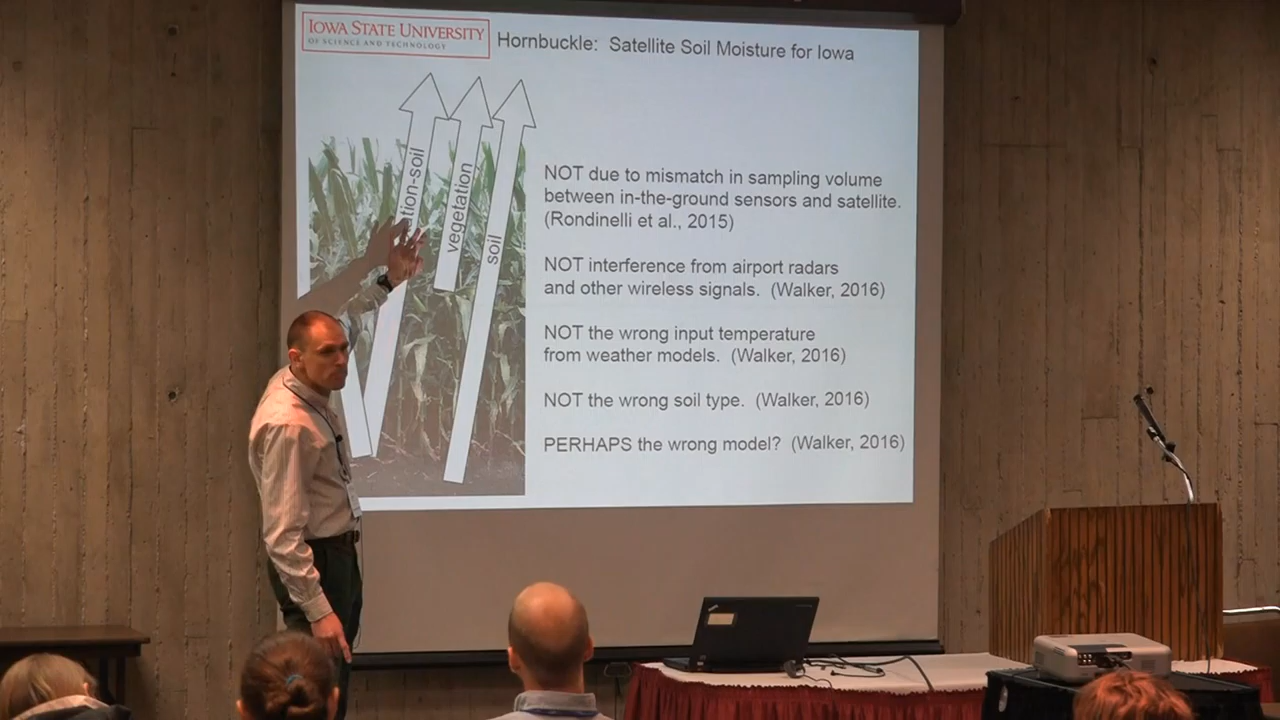 IOWA STATE UNIVERSITY
OF SCIENCE AND TECHNOLOGY
Hornbuckle: Satellite Soil Moisture for Iowa
vegetation
soil
NOT due to mismatch in sampling volume
between in-the-ground sensors and satellite.
(Rondinelli et al., 2015)
NOT interference from airport radars
and other wireless signals. (Walker, 2016)
NOT the wrong input temperature
from weather models. (Walker, 2016)
NOT the wrong soil type. (Walker, 2016)
PERHAPS the wrong model? (Walker, 2016)